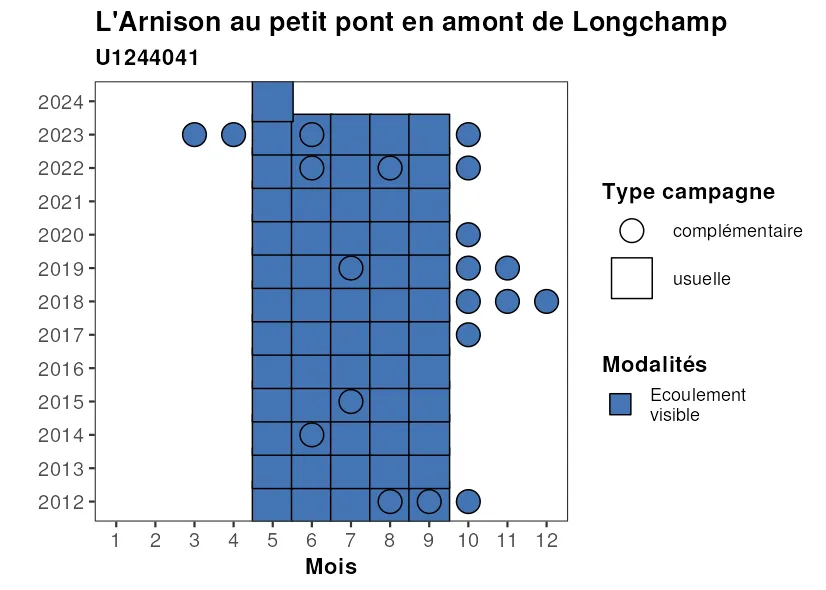 L'Arnison au petit pont en amont de Longchamp
U1244041
2024
2023
2022
2021
2020
2019
2018
2017
2016
2015
2014
2013
2012
1 2 3 4 5 6 7 8 9 10 11 12
Mois
Type campagne
complémentaire
usuelle
Modalités
Ecoulement
visible